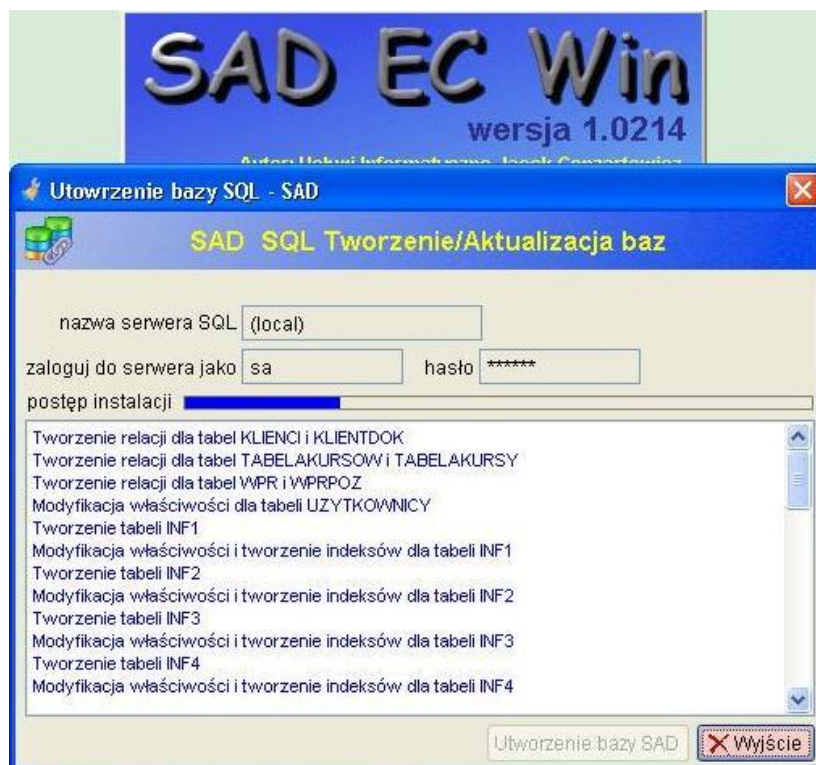 SAD EC Win
wersja 1.0214
Utowrzenie bazy SQL - SAD
SAD SQL Tworzenie/Aktualizacja baz
nazwa serwera SQL (local)
zaloguj do serwera jako sa hasło ******
postęp instalacji
Tworzenie relacji dla tabel KLIENCI i KLIENTDOK
Tworzenie relacji dla tabel TABELAKURSOW i TABELAKURSY
Tworzenie relacji dla tabel WPR i WPRPOZ
Modyfikacja właściwości dla tabeli UZYTKOWNICY
Tworzenie tabeli INF1
Modyfikacja właściwości i tworzenie indeksów dla tabeli INF1
Tworzenie tabeli INF2
Modyfikacja właściwości i tworzenie indeksów dla tabeli INF2
Tworzenie tabeli INF3
Modyfikacja właściwości i tworzenie indeksów dla tabeli INF3
Tworzenie tabeli INF4
Modyfikacja właściwości i tworzenie indeksów dla tabeli INF4
Utworzenie bazy SAD Wyjście